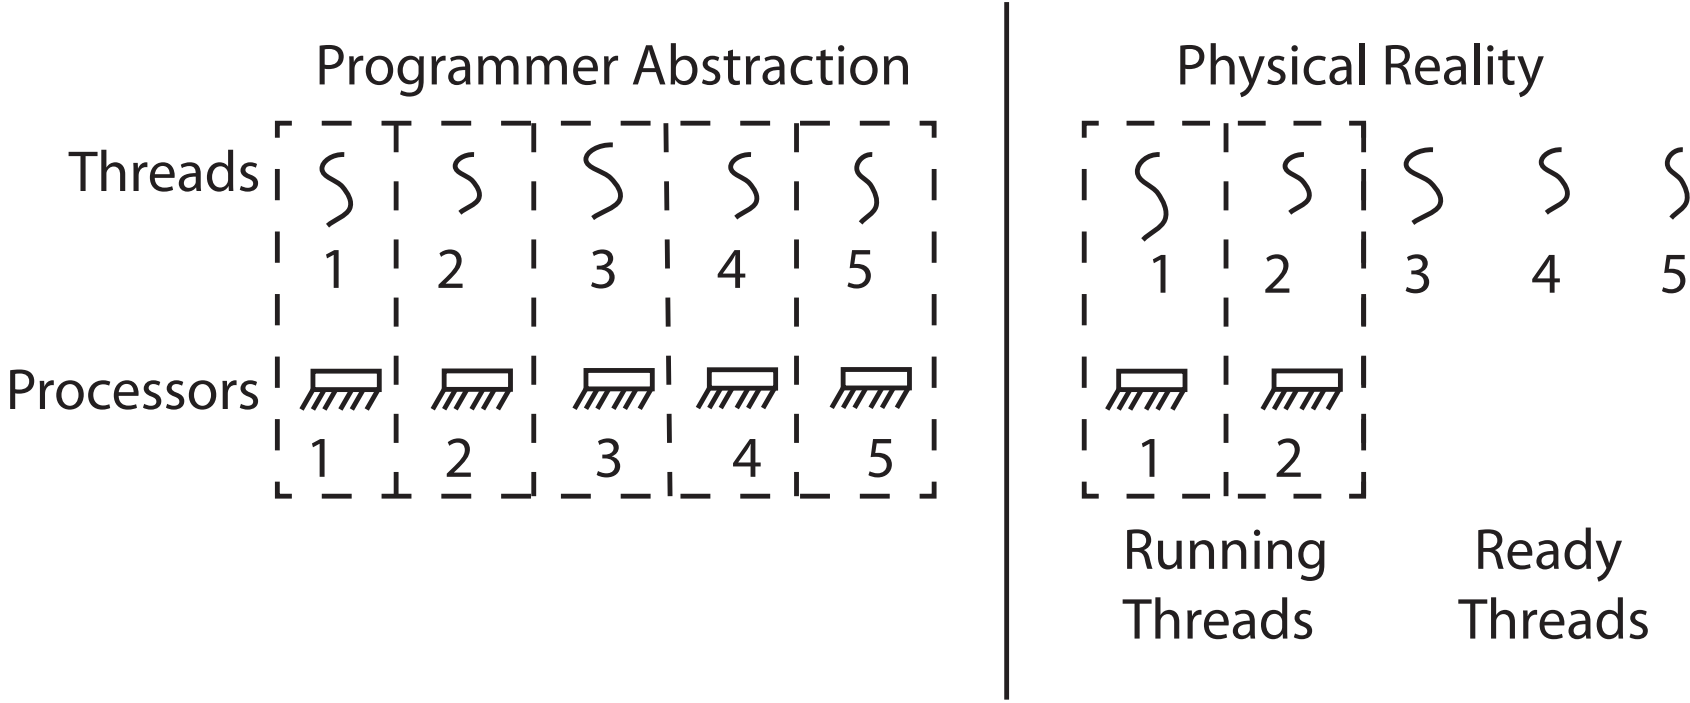 Programmer Abstraction
Physical Reality
Threads
1 2 3 4 5
1 2 3 4 5
Processors
1 2 3 4 5
1 2
Running Threads
Ready Threads